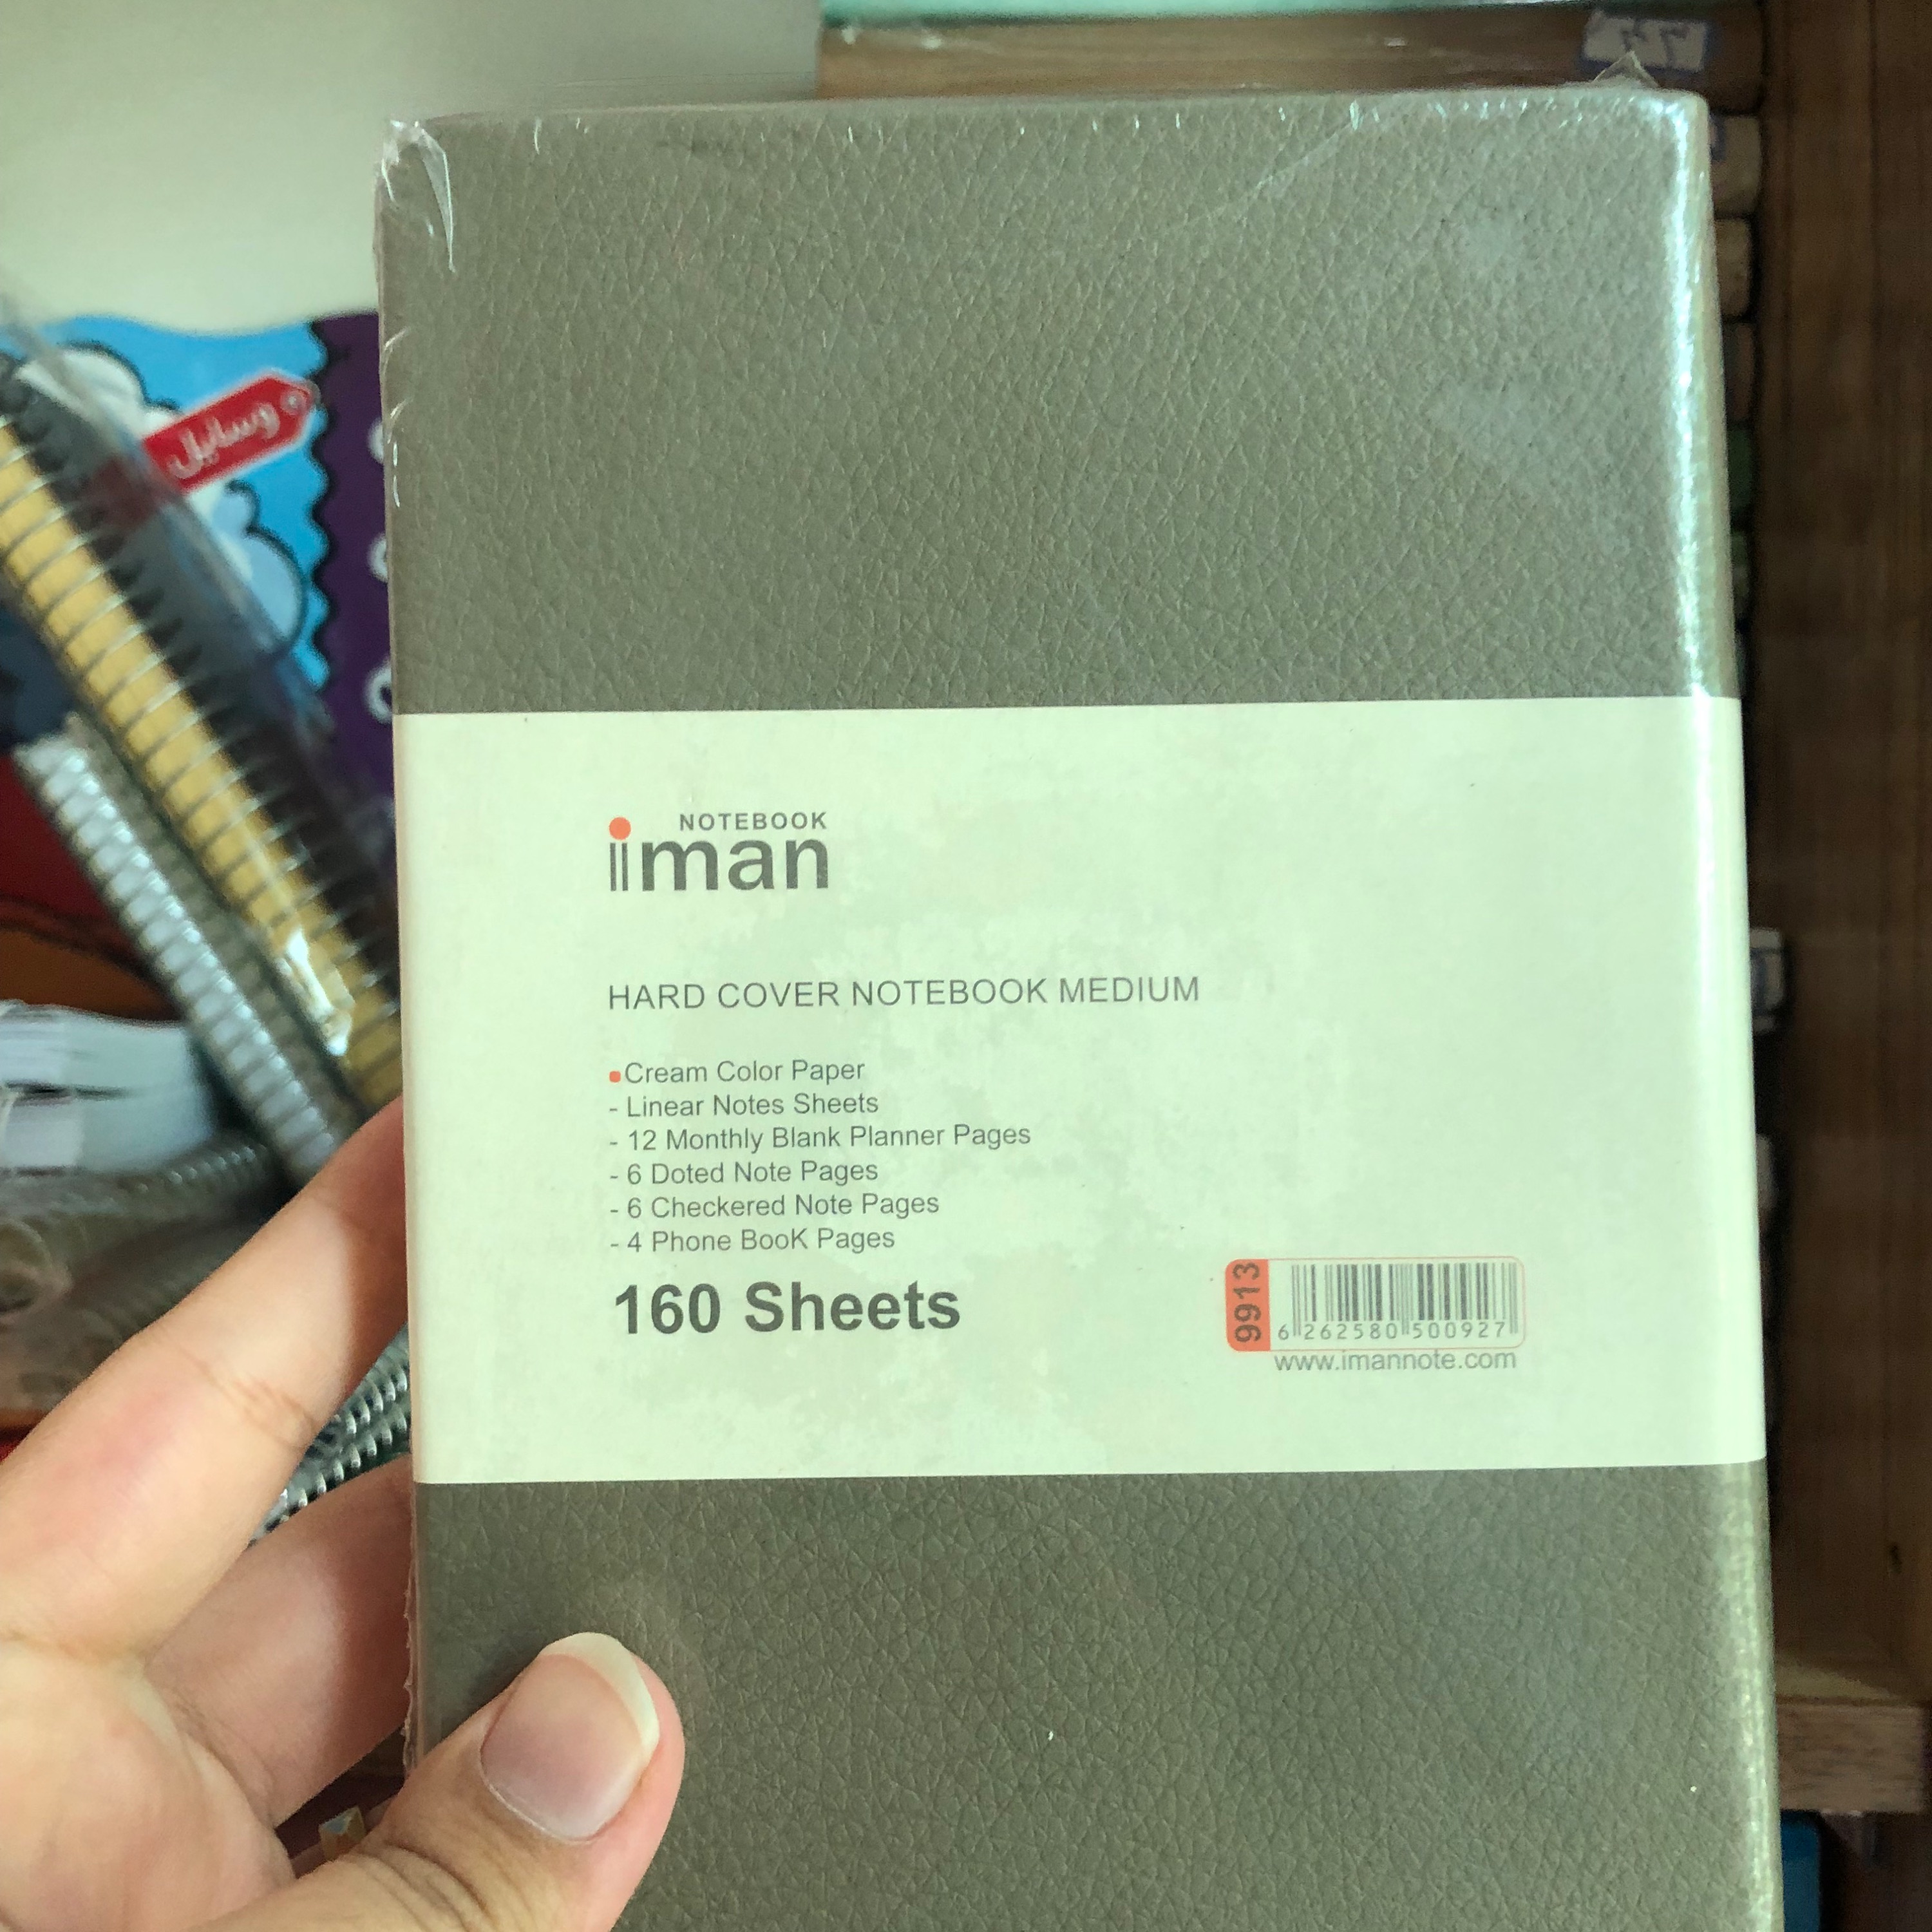 وسایل
NOTEBOOK
iman
HARD COVER NOTEBOOK MEDIUM
Cream Color Paper
- Linear Notes Sheets
- 12 Monthly Blank Planner Pages
- 6 Doted Note Pages
- 6 Checkered Note Pages
- 4 Phone BooK Pages
160 Sheets
9913
6 262580 500927
www.imannote.com